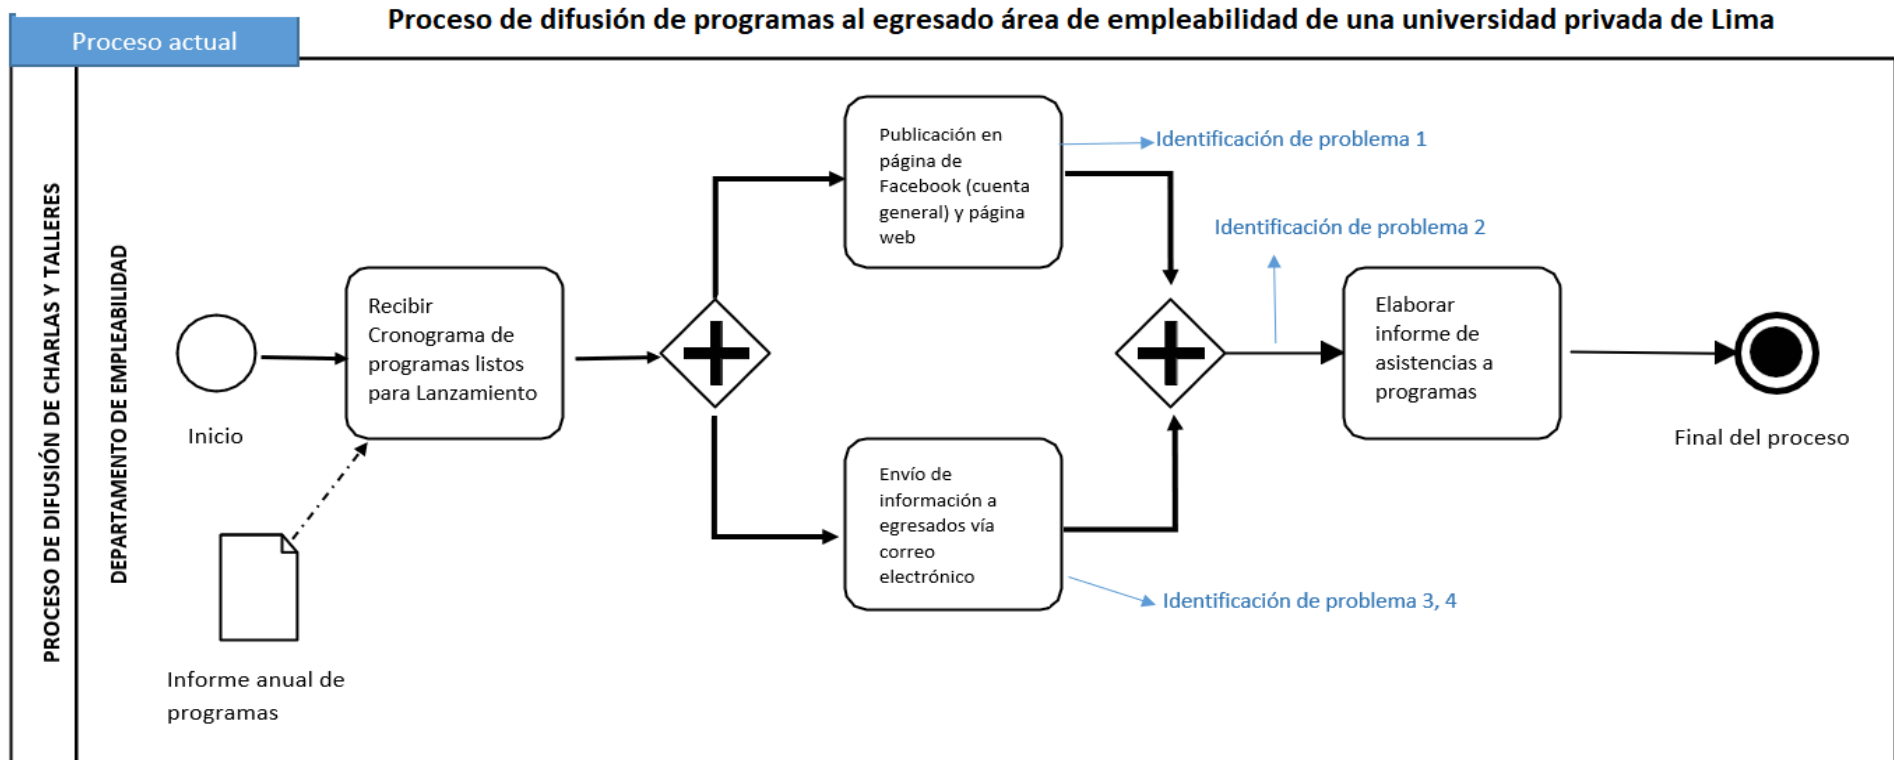 Proceso de difusión de programas al egresado área de empleabilidad de una universidad privada de Lima
Proceso actual
PROCESO DE DIFUSIÓN DE CHARLAS Y TALLERES
DEPARTAMENTO DE EMPLEABILIDAD
Inicio
Informe anual de
programas
Recibir
Cronograma de
programas listos
para Lanzamiento
Publicación en
página de
Facebook (cuenta
general) y página
web
Identificación de problema 1
Envío de
información a
egresados vía
correo
electrónico
Identificación de problema 3, 4
Identificación de problema 2
Elaborar
informe de
asistencias a
programas
Final del proceso